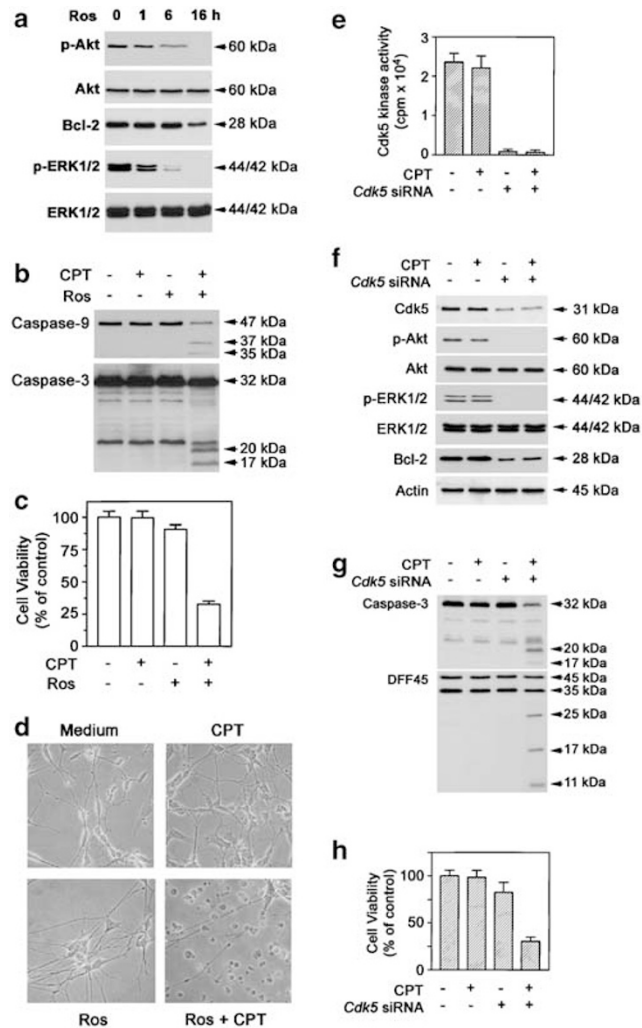 a
Ros 0 1 6 16 h
p-Akt 60 kDa
Akt 60 kDa
Bcl-2 28 kDa
p-ERK1/2 44/42 kDa
ERK1/2 44/42 kDa
b
CPT - + - +
Ros - - + +
Caspase-9 47 kDa
37 kDa
35 kDa
Caspase-3 32 kDa
20 kDa
17 kDa
c
Cell Viability
(% of control)
100
75
50
25
0
CPT - + - +
Ros - - + +
d
Medium CPT
Ros Ros + CPT
e
Cdk5 kinase activity
(cpm x 10⁴)
3
2
1
0
CPT - + - +
Cdk5 siRNA - - + +
f
CPT - + - +
Cdk5 siRNA - - + +
Cdk5 31 kDa
p-Akt 60 kDa
Akt 60 kDa
p-ERK1/2 44/42 kDa
ERK1/2 44/42 kDa
Bcl-2 28 kDa
Actin 45 kDa
g
CPT - + - +
Cdk5 siRNA - - + +
Caspase-3 32 kDa
20 kDa
17 kDa
DFF45 45 kDa
35 kDa
25 kDa
17 kDa
11 kDa
h
Cell Viability
(% of control)
100
50
0
CPT - + - +
Cdk5 siRNA - - + +